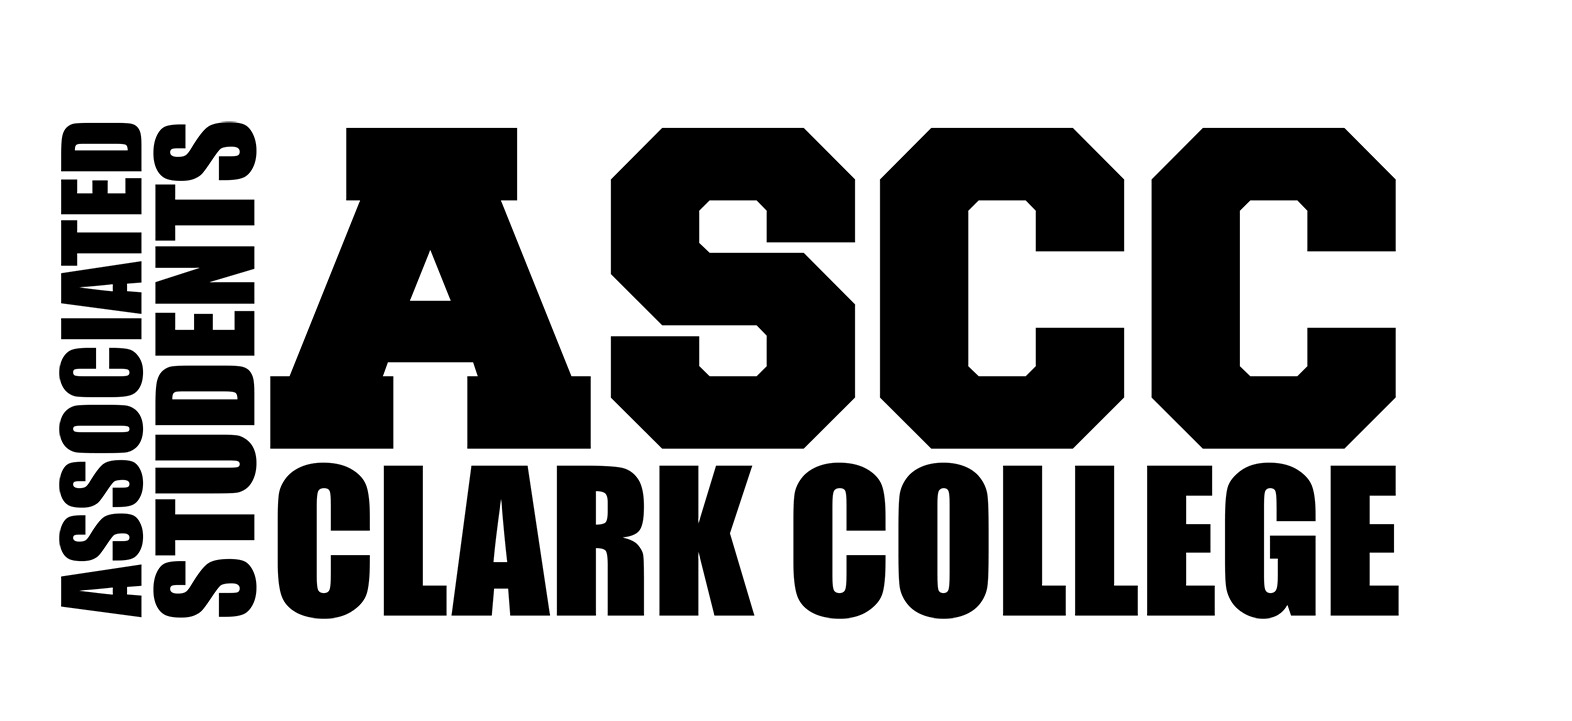 ASSOCIATED
STUDENTS
ASCC
CLARK COLLEGE